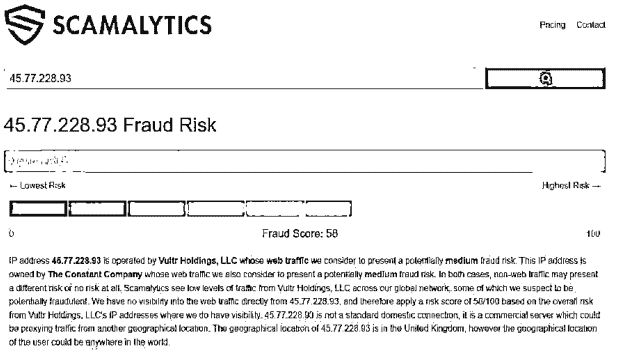 SCAMALYTICS
Pricing Contact
45.77.228.93
45.77.228.93 Fraud Risk
← Lowest Risk Highest Risk →
0 Fraud Score: 58 100
IP address 45.77.228.93 is operated by Vultr Holdings, LLC whose web traffic we consider to present a potentially medium fraud risk. This IP address is
owned by The Constant Company whose web traffic we also consider to present a potentially medium fraud risk. In both cases, non-web traffic may present
a different risk or no risk at all. Scamalytics see low levels of traffic from Vultr Holdings, LLC across our global network, some of which we suspect to be
potentially fraudulent. We have no visibility into the web traffic directly from 45.77.228.93, and therefore apply a risk score of 58/100 based on the overall risk
from Vultr Holdings, LLC's IP addresses where we do have visibility. 45.77.228.93 is not a standard domestic connection, it is a commercial server which could
be proxying traffic from another geographical location. The geographical location of 45.77.228.93 is in the United Kingdom, however the geographical location
of the user could be anywhere in the world.